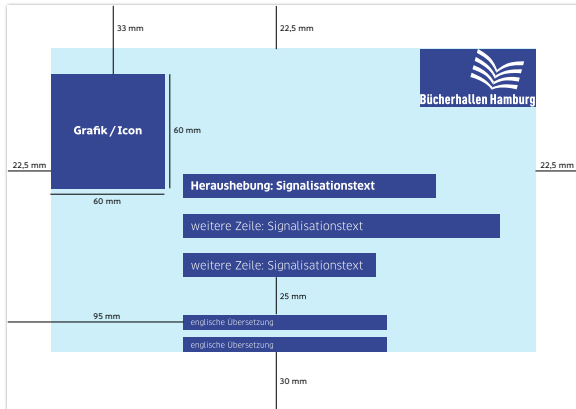 33 mm
22,5 mm
Bücherhallen Hamburg
Grafik / Icon
60 mm
22,5 mm
22,5 mm
60 mm
Heraushebung: Signalisationstext
weitere Zeile: Signalisationstext
weitere Zeile: Signalisationstext
25 mm
95 mm
englische Übersetzung
englische Übersetzung
30 mm